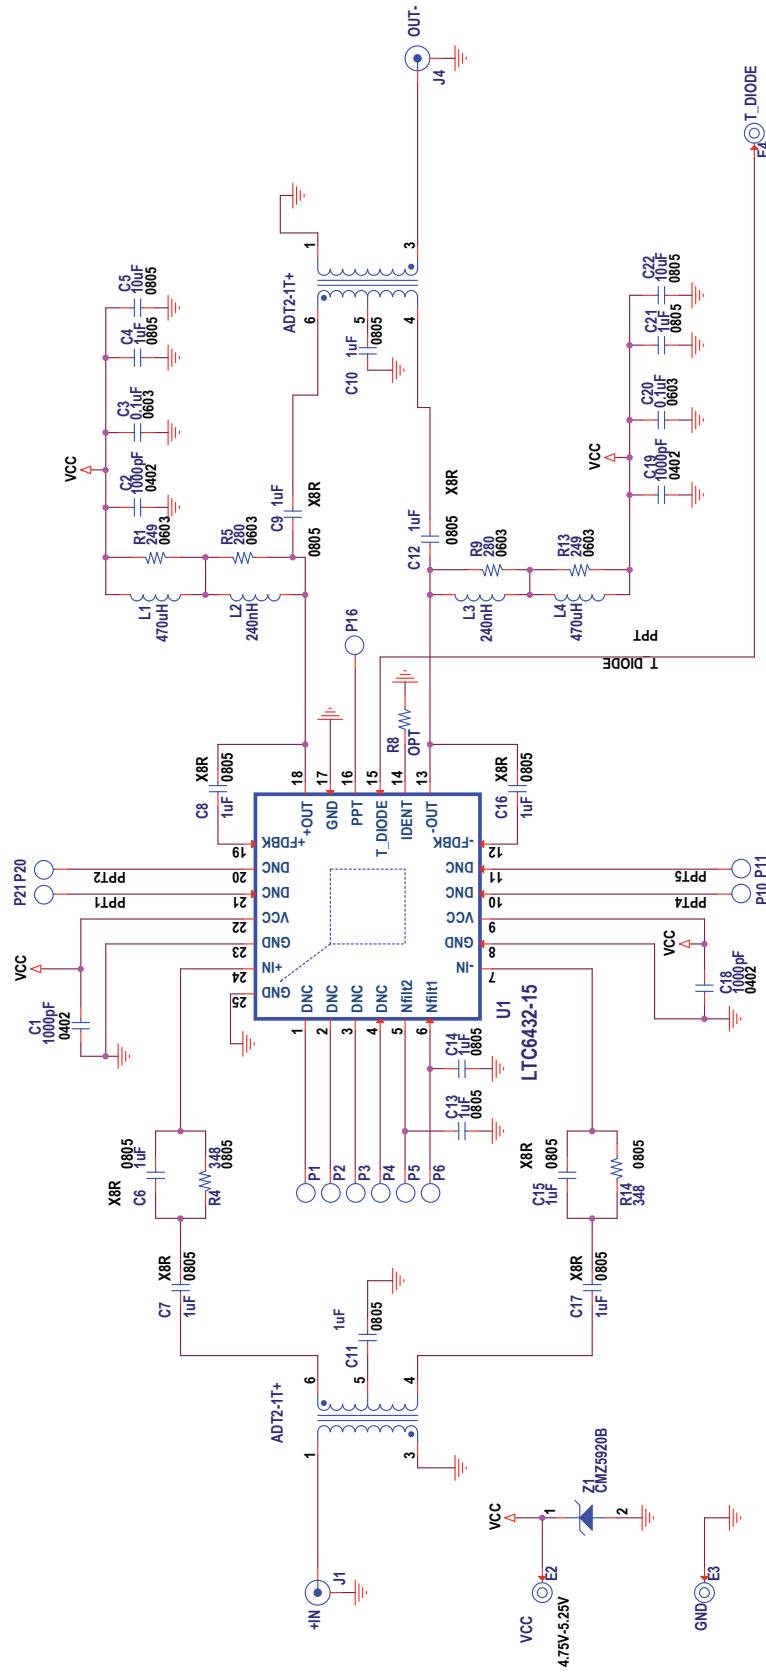 +IN
J1
VCC
E2
4.75V-5.25V
VCC
1
2
Z1
CMZ5920B
GND
E3
ADT2-1T+
1
3
6
5
4
C11
1uF
0805
C7
1uF
X8R
0805
C6
1uF
X8R
0805
R4
348
0805
C17
1uF
X8R
0805
C15
1uF
X8R
0805
R14
348
0805
C1
1000pF
0402
VCC
P1
P2
P3
P4
P5
P6
C13
1uF
0805
C14
1uF
0805
C18
1000pF
0402
VCC
U1
LTC6432-15
1
2
3
4
5
6
DNC
DNC
DNC
DNC
Nfilt2
Nfilt1
25
24
23
22
21
20
19
GND
+IN
GND
VCC
DNC
DNC
+FDBK
7
8
9
10
11
12
-IN
GND
VCC
DNC
DNC
-FDBK
+OUT
GND
PPT
T_DIODE
IDENT
-OUT
18
17
16
15
14
13
P21
P20
PPT1
PPT2
P10
P11
PPT4
PPT5
C8
1uF
X8R
0805
C16
1uF
X8R
0805
P16
R8
OPT
T_DIODE
PPT
L1
470uH
L2
240nH
R1
249
0603
R5
280
0603
VCC
C2
1000pF
0402
C3
0.1uF
0603
C4
1uF
0805
C5
10uF
0805
C9
1uF
X8R
0805
C12
1uF
X8R
0805
L3
240nH
L4
470uH
R9
280
0603
R13
249
0603
VCC
C19
1000pF
0402
C20
0.1uF
0603
C21
1uF
0805
C22
10uF
0805
ADT2-1T+
6
5
4
1
3
C10
1uF
0805
J4
OUT-
T_DIODE
E4